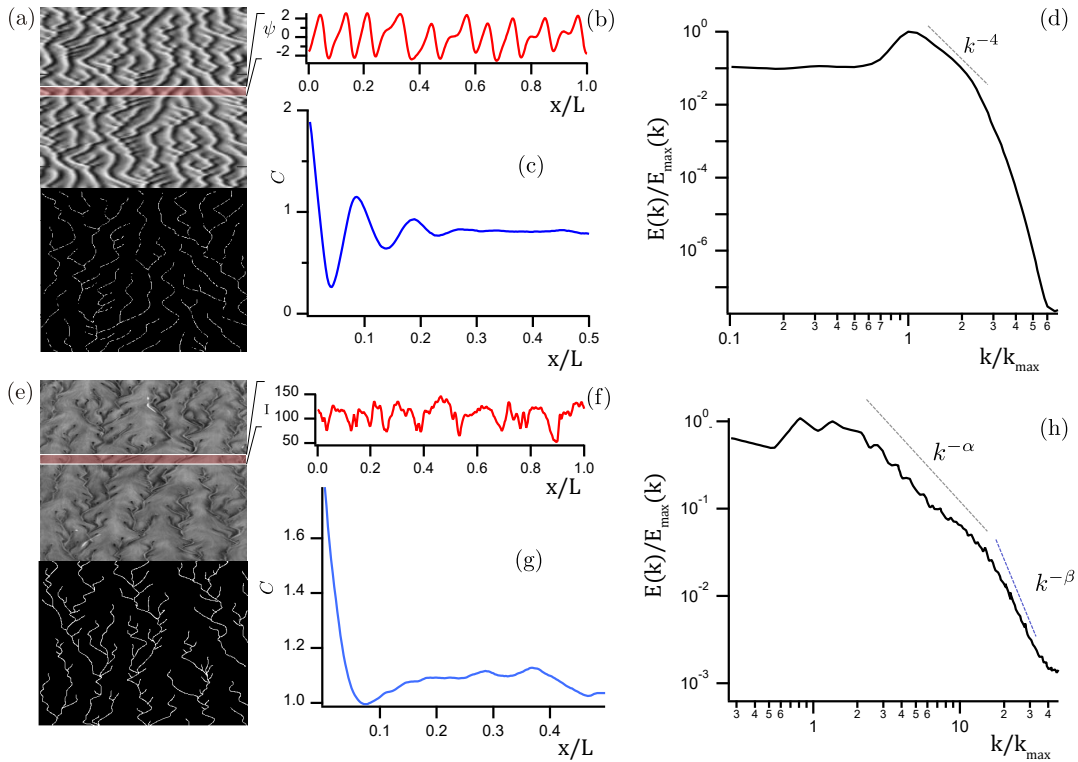 (a)
ψ
2
0
-2
(b)
0.0 0.2 0.4 0.6 0.8 1.0
x/L
2
1
0
C
(c)
0.1 0.2 0.3 0.4 0.5
x/L
(d)
10^0
10^-2
10^-4
10^-6
E(k)/E_max(k)
k^-4
0.1 2 3 4 5 6 7 1 2 3 4 5 6
k/k_max
(e)
I
150
100
50
(f)
0.0 0.2 0.4 0.6 0.8 1.0
x/L
1.6
1.4
1.2
1.0
C
(g)
0.1 0.2 0.3 0.4
x/L
(h)
10^0
10^-1
10^-2
10^-3
E(k)/E_max(k)
k^-α
k^-β
3 4 5 6 1 2 3 4 5 6 10 2 3 4
k/k_max